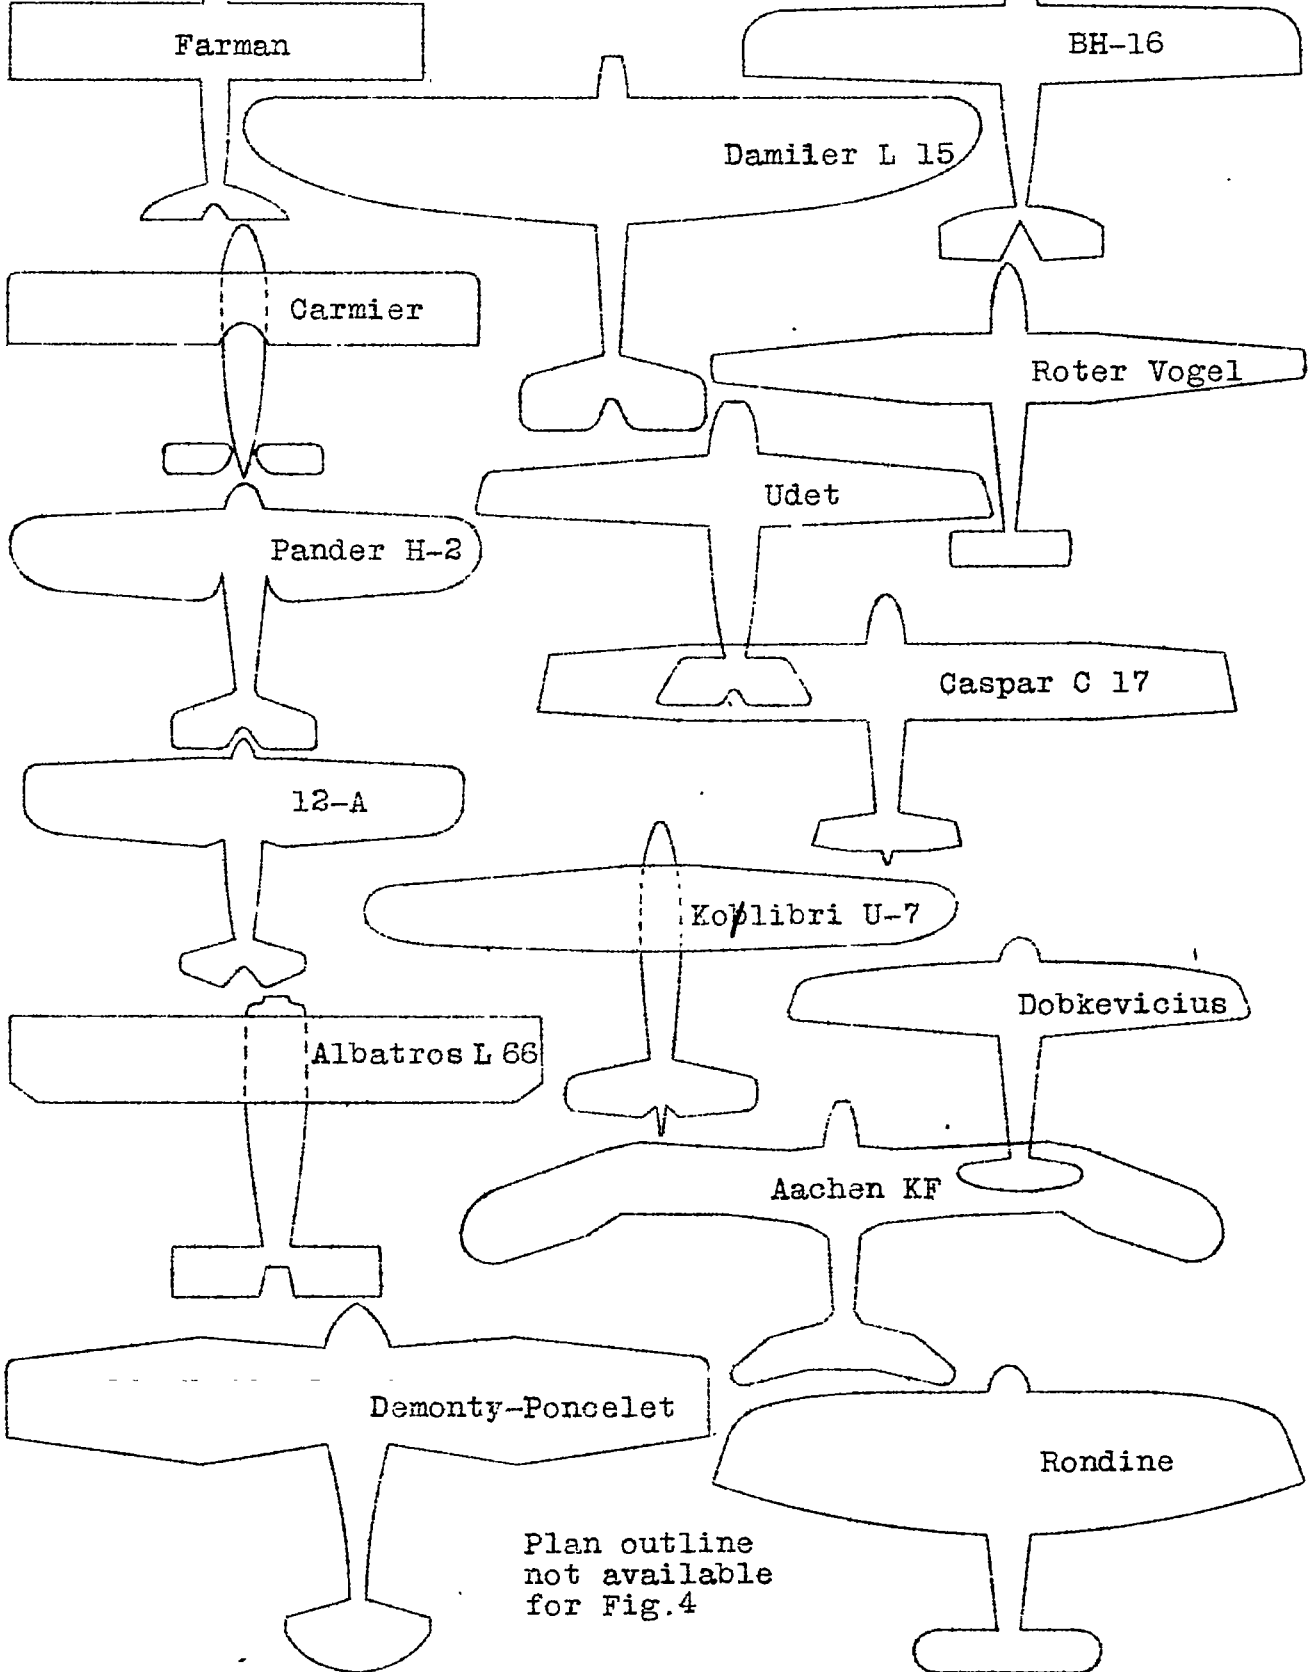 Farman
BH-16
Damiler L 15
Carmier
Roter Vogel
Udet
Pander H-2
Caspar C 17
12-A
Kolibri U-7
Dobkevicius
Albatros L 66
Aachen KF
Demonty-Poncelet
Rondine
Plan outline
not available
for Fig.4